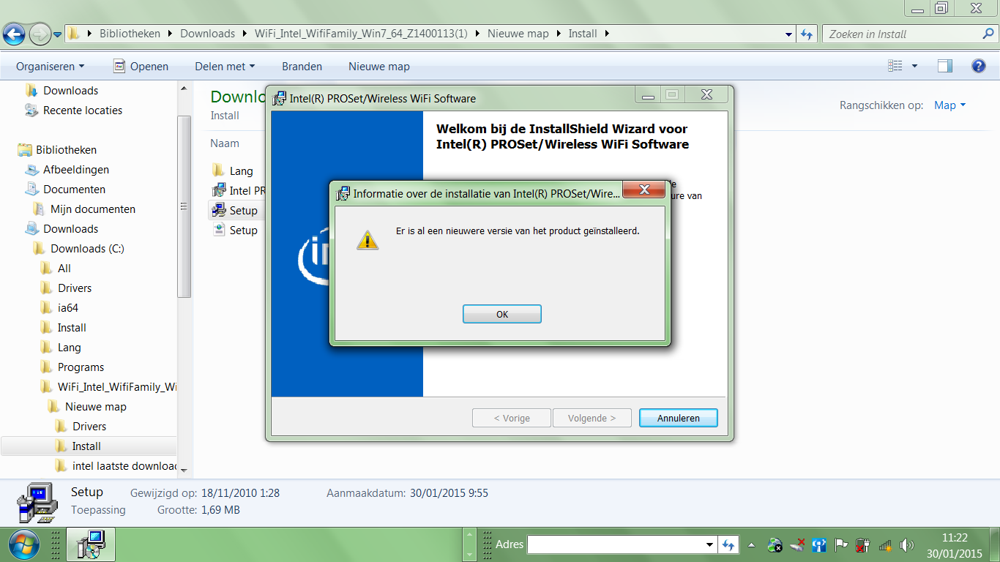 Bibliotheken Downloads WiFi_Intel_WifiFamily_Win7_64_Z1400113(1) Nieuwe map Install
Zoeken in Install
Organiseren Openen Delen met Branden Nieuwe map
Downloads
Recente locaties
Bibliotheken
Afbeeldingen
Documenten
Mijn documenten
Downloads
Downloads (C:)
All
Drivers
ia64
Install
Lang
Programs
WiFi_Intel_WifiFamily_Wi
Nieuwe map
Drivers
Install
intel laatste downloa
Downlo
Install
Rangschikken op: Map
Naam
Lang
Intel PR
Setup
Setup
Intel(R) PROSet/Wireless WiFi Software
Welkom bij de InstallShield Wizard voor
Intel(R) PROSet/Wireless WiFi Software
ure van
Informatie over de installatie van Intel(R) PROSet/Wire...
Er is al een nieuwere versie van het product geïnstalleerd.
OK
< Vorige Volgende > Annuleren
Setup Gewijzigd op: 18/11/2010 1:28 Aanmaakdatum: 30/01/2015 9:55
Toepassing Grootte: 1,69 MB
Adres
11:22
30/01/2015